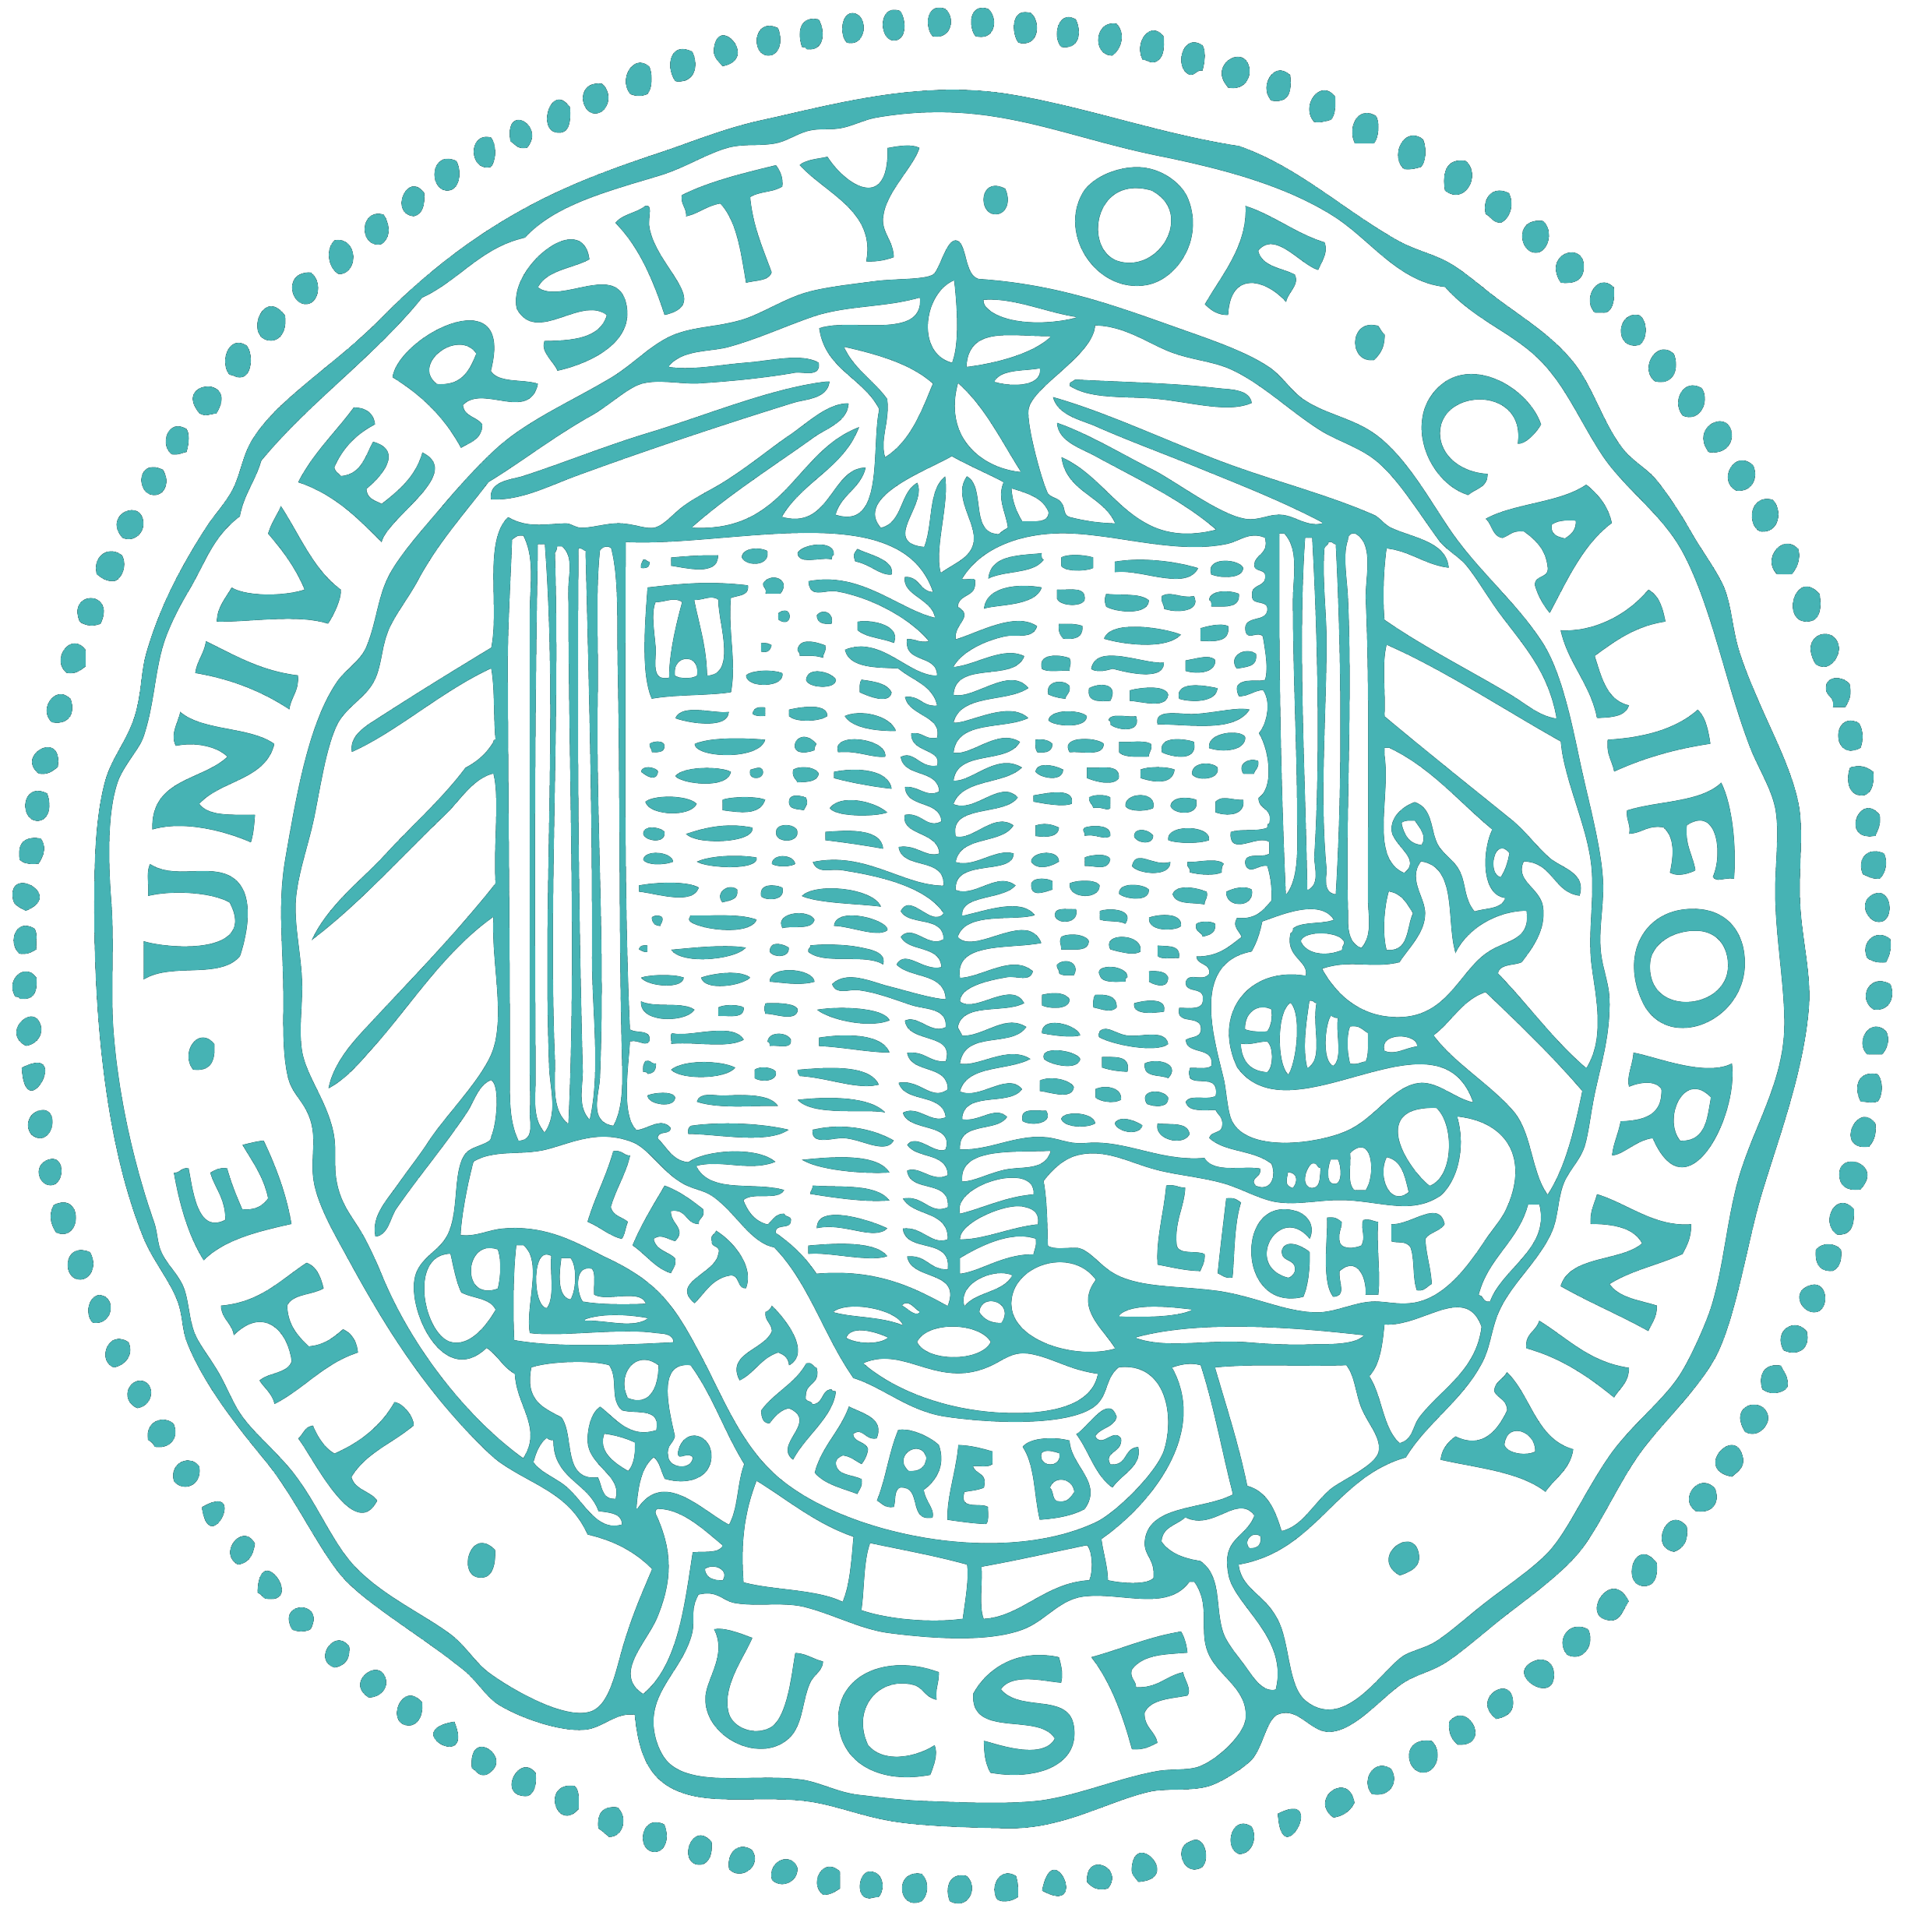 THE · UNIVERSITY · OF · CALIFORNIA
LET THERE BE LIGHT
UCSF